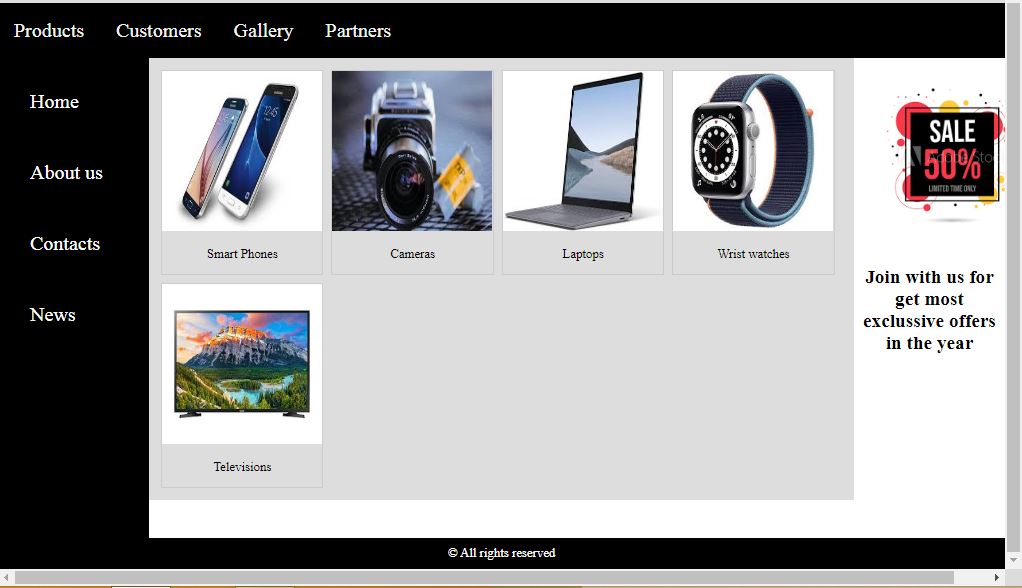 Products Customers Gallery Partners
Home
About us
Contacts
News
Smart Phones
Cameras
Laptops
Wrist watches
Televisions
SALE
50%
LIMITED TIME ONLY
Join with us for
get most
exclussive offers
in the year
© All rights reserved